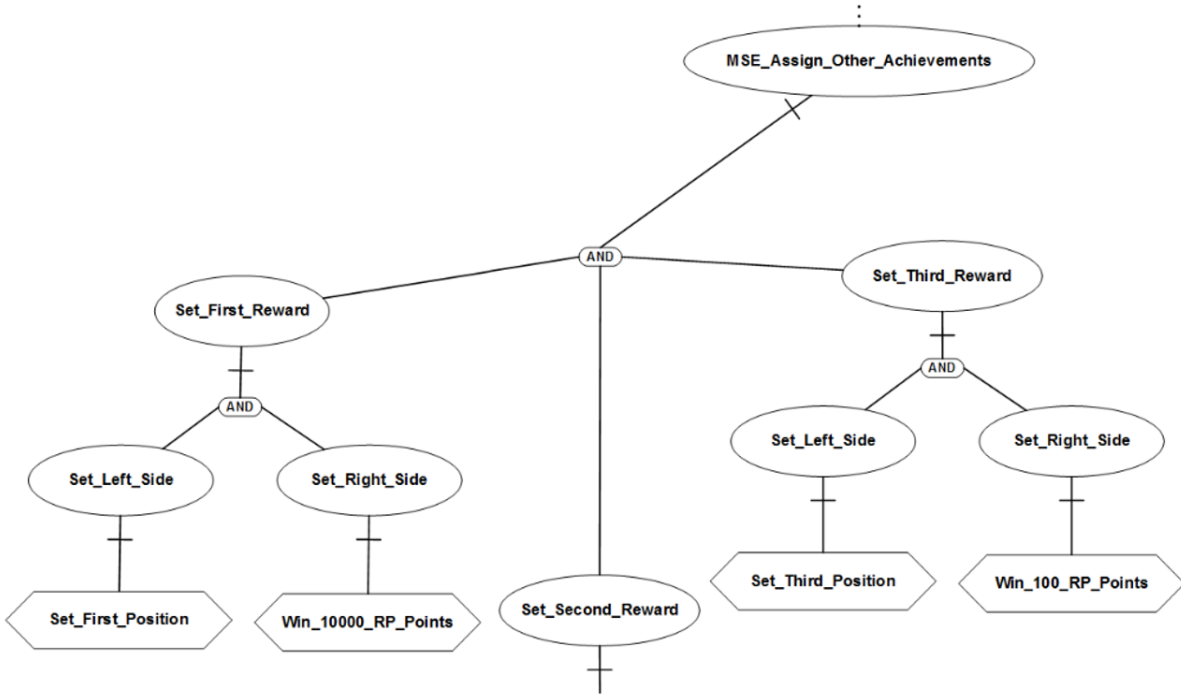 MSE_Assign_Other_Achievements
AND
Set_First_Reward
Set_Third_Reward
AND
AND
Set_Left_Side
Set_Right_Side
Set_Left_Side
Set_Right_Side
Set_First_Position
Win_10000_RP_Points
Set_Second_Reward
Set_Third_Position
Win_100_RP_Points